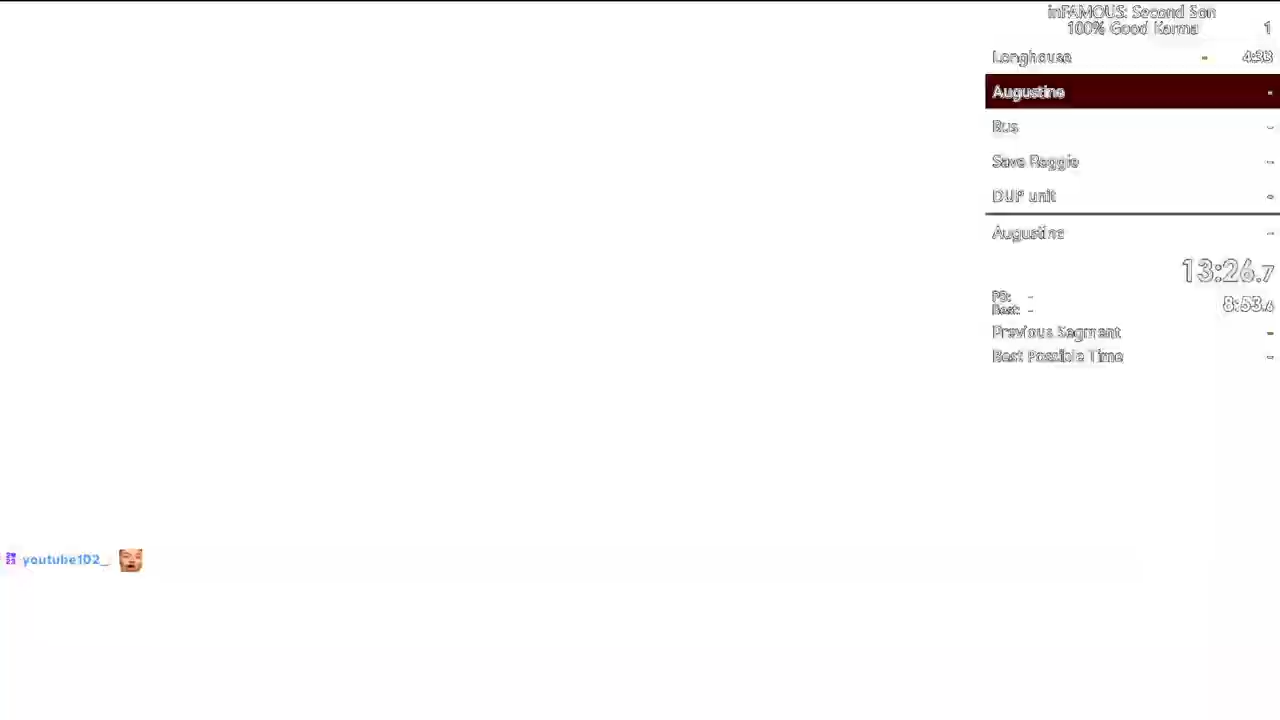 inFAMOUS: Second Son
100% Good Karma 1
Longhouse - 4:33
Augustine -
Bus -
Save Reggie -
DUP unit -
Augustine -
13:26.7
PB: -
Best: -
8:53.6
Previous Segment -
Best Possible Time -
youtube102_